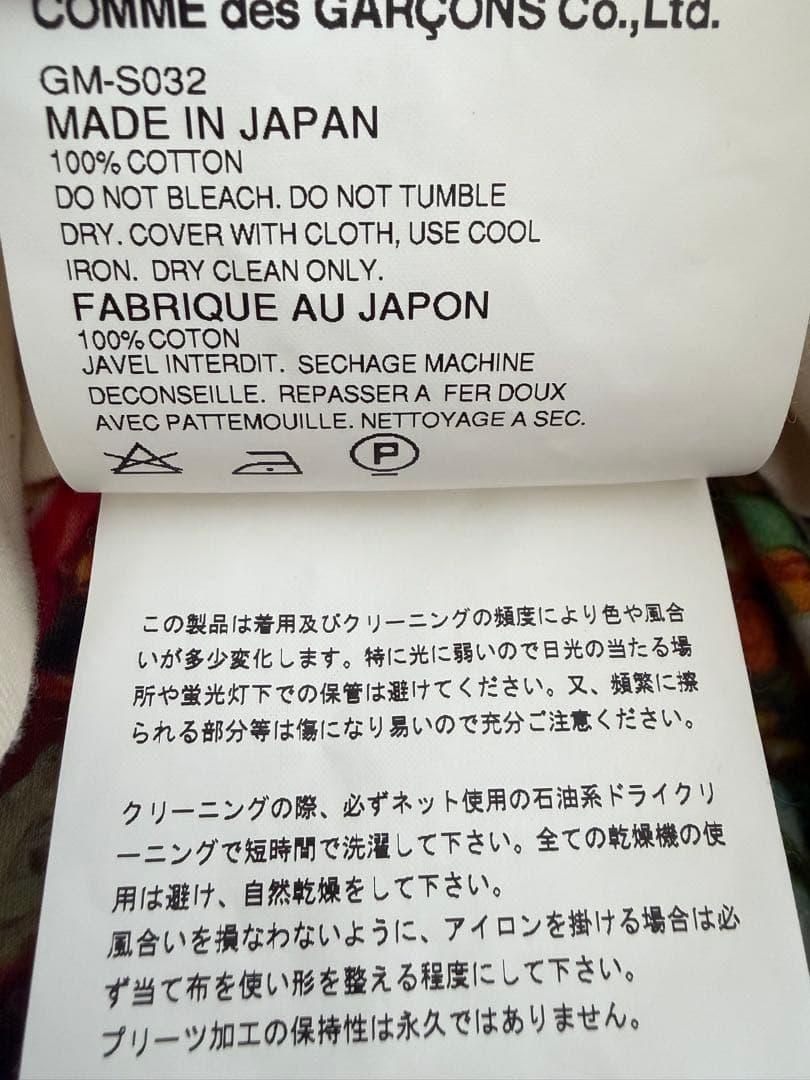 COMME des GARÇONS Co.,Ltd.
GM-S032
MADE IN JAPAN
100% COTTON
DO NOT BLEACH. DO NOT TUMBLE
DRY. COVER WITH CLOTH, USE COOL
IRON. DRY CLEAN ONLY.
FABRIQUE AU JAPON
100% COTON
JAVEL INTERDIT. SECHAGE MACHINE
DECONSEILLE. REPASSER A FER DOUX
AVEC PATTEMOUILLE. NETTOYAGE A SEC.
P
この製品は着用及びクリーニングの頻度により色や風合
いが多少変化します。特に光に弱いので日光の当たる場
所や蛍光灯下での保管は避けてください。又、頻繁に擦
られる部分等は傷になり易いので充分ご注意ください。
クリーニングの際、必ずネット使用の石油系ドライクリ
ーニングで短時間で洗濯して下さい。全ての乾燥機の使
用は避け、自然乾燥をして下さい。
風合いを損なわないように、アイロンを掛ける場合は必
ず当て布を使い形を整える程度にして下さい。
プリーツ加工の保持性は永久ではありません。